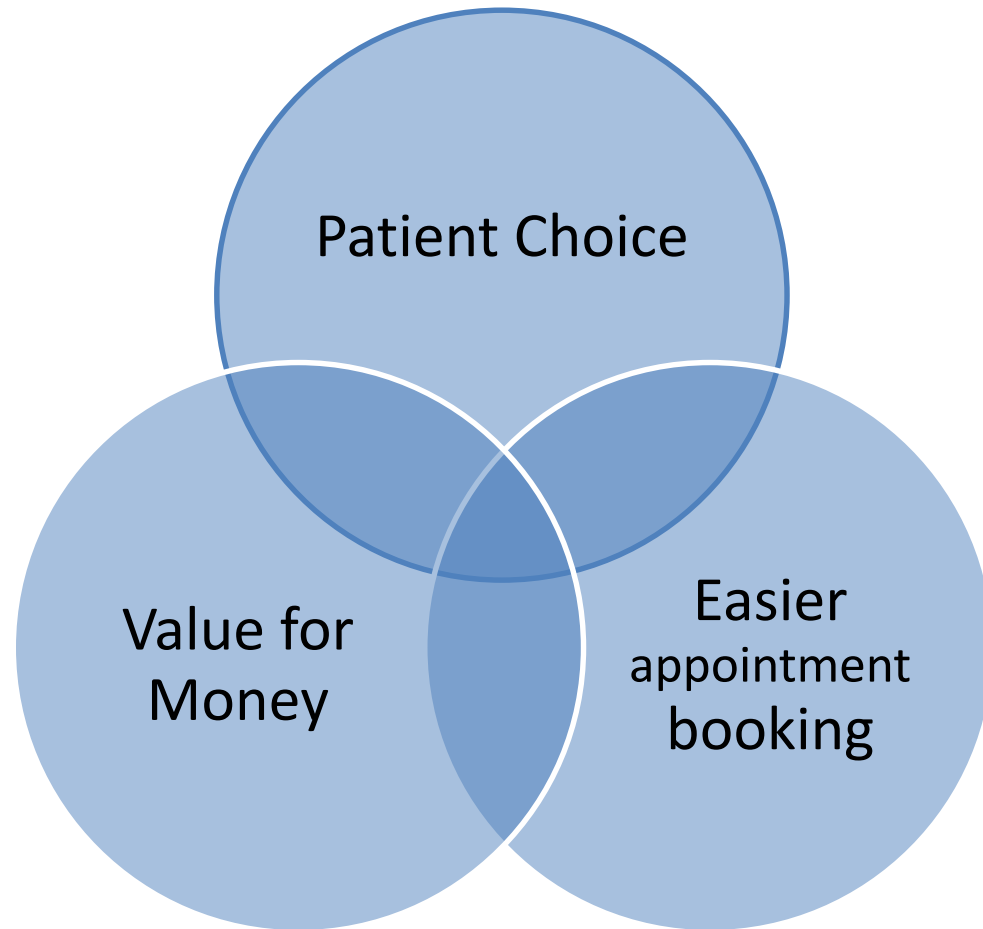 Patient Choice
Value for
Money
Easier
appointment
booking